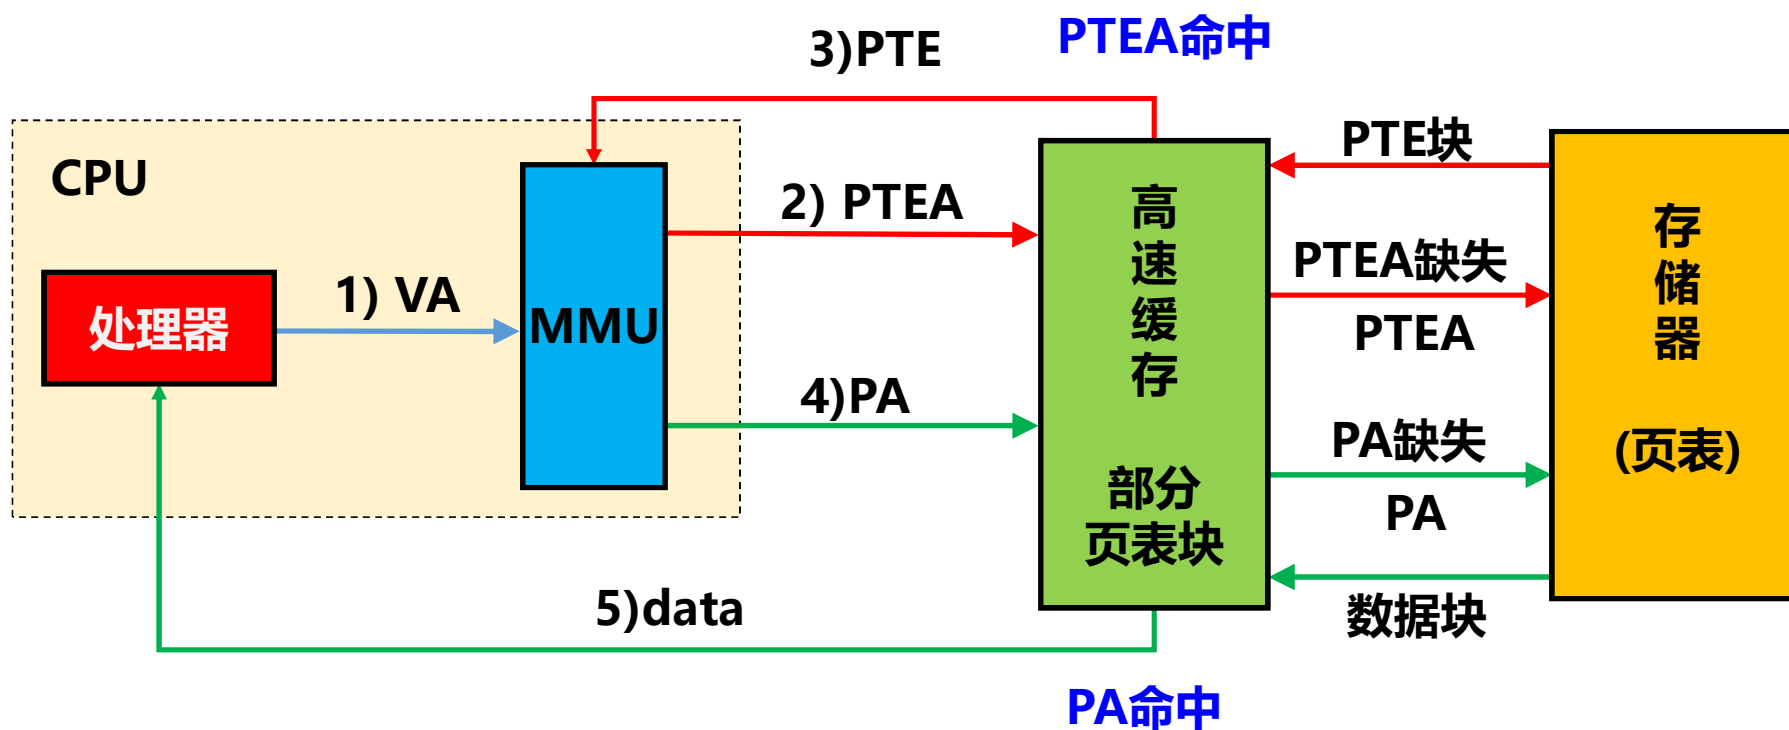 3)PTE
PTEA命中
CPU
PTE块
2) PTEA
高
速
缓
存
存
储
器
1) VA
PTEA缺失
处理器
MMU
PTEA
4)PA
PA缺失
(页表)
部分
页表块
PA
5)data
数据块
PA命中